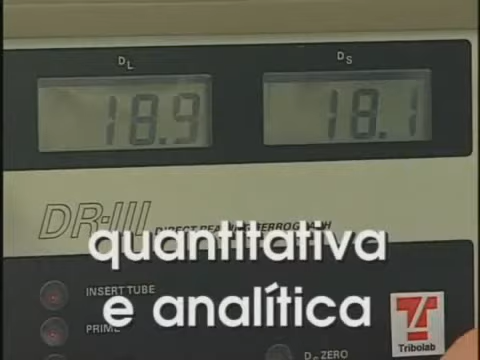 DL DS
18.9 18.1
DR-III DIRECT READING FERROGRAPH
quantitativa
INSERT TUBE
e analítica
PRIME
Tribolab
DS ZERO